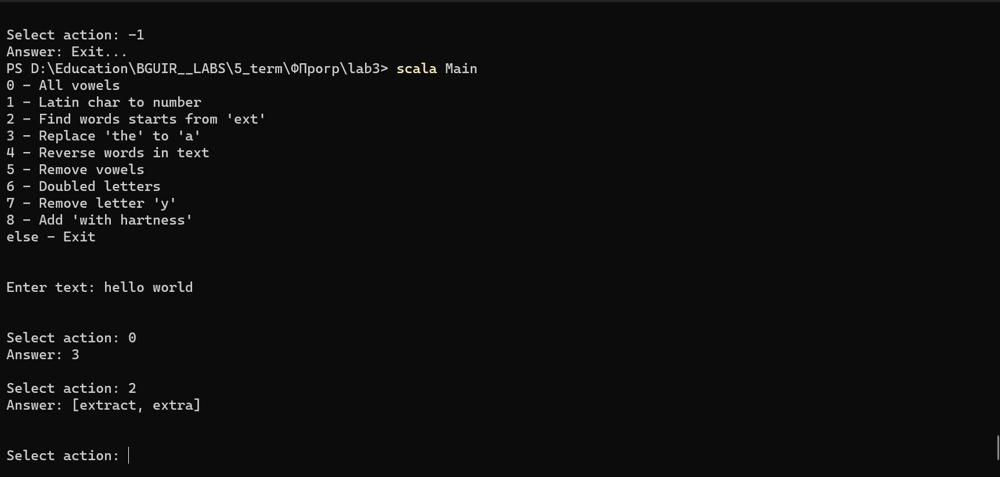 Select action: -1
Answer: Exit...
PS D:\Education\BGUIR__LABS\5_term\ФПрогр\lab3> scala Main
0 - All vowels
1 - Latin char to number
2 - Find words starts from 'ext'
3 - Replace 'the' to 'a'
4 - Reverse words in text
5 - Remove vowels
6 - Doubled letters
7 - Remove letter 'y'
8 - Add 'with hartness'
else - Exit
Enter text: hello world
Select action: 0
Answer: 3
Select action: 2
Answer: [extract, extra]
Select action: